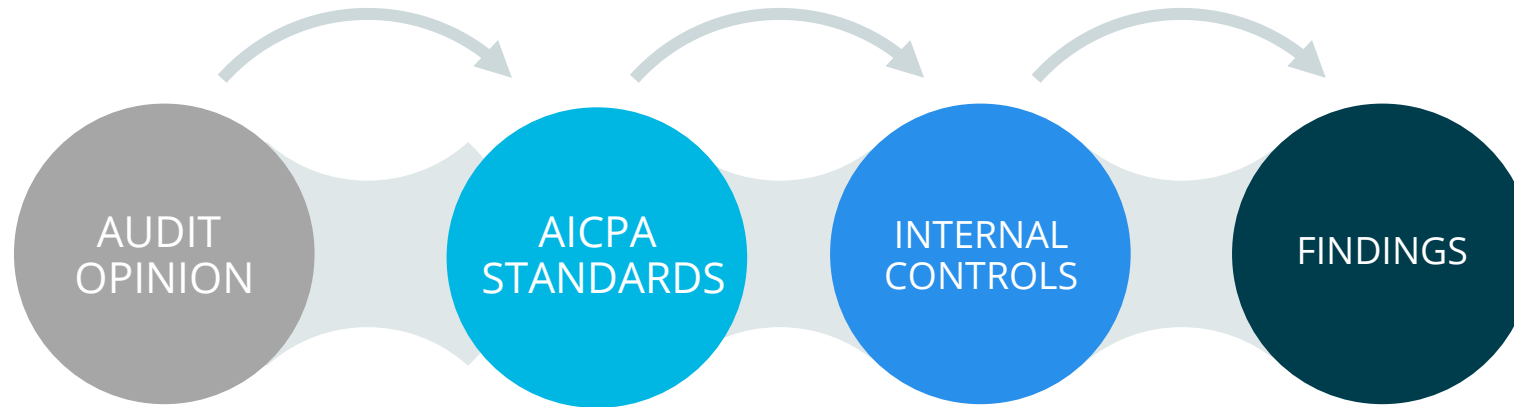 AUDIT
OPINION
AICPA
STANDARDS
INTERNAL
CONTROLS
FINDINGS